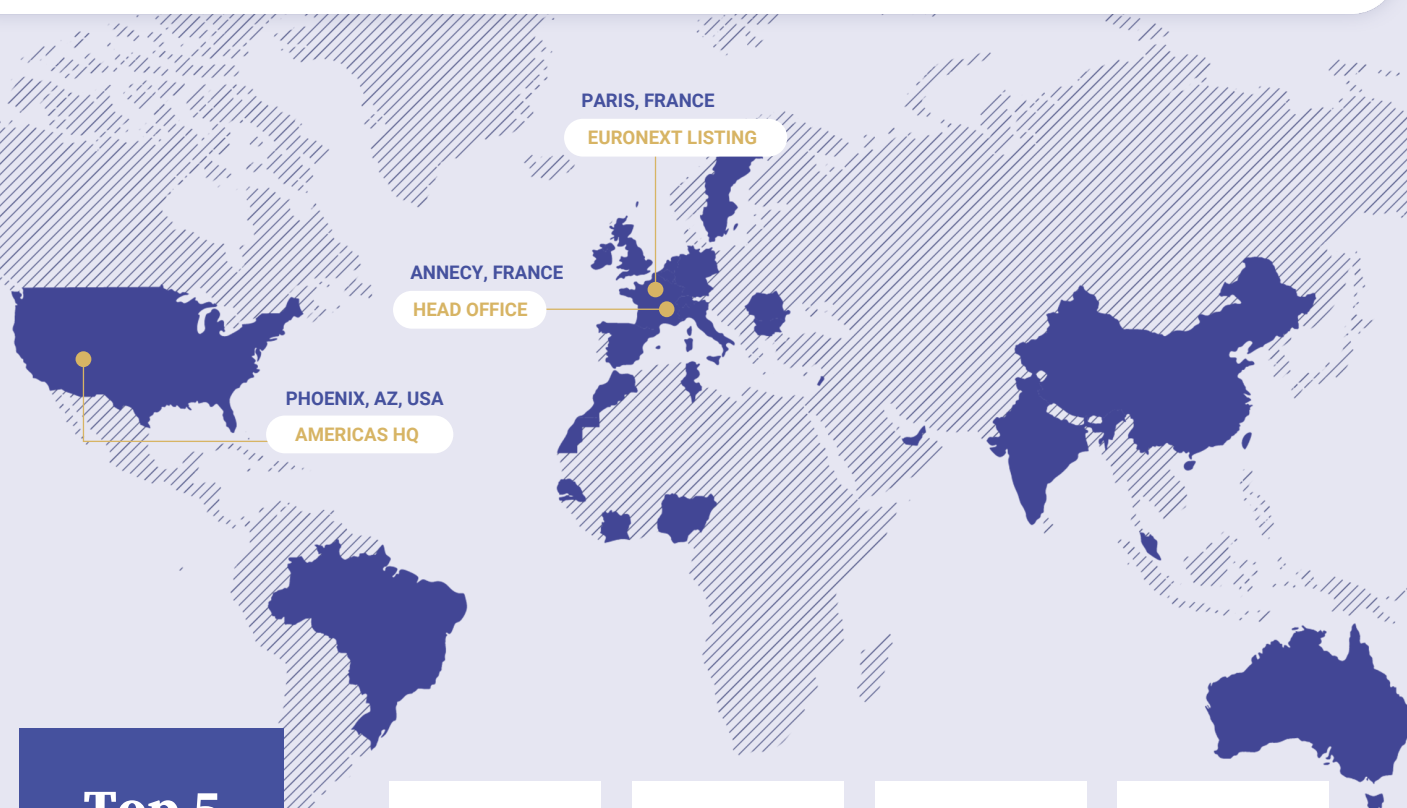 PARIS, FRANCE
EURONEXT LISTING
ANNECY, FRANCE
HEAD OFFICE
PHOENIX, AZ, USA
AMERICAS HQ
Top 5